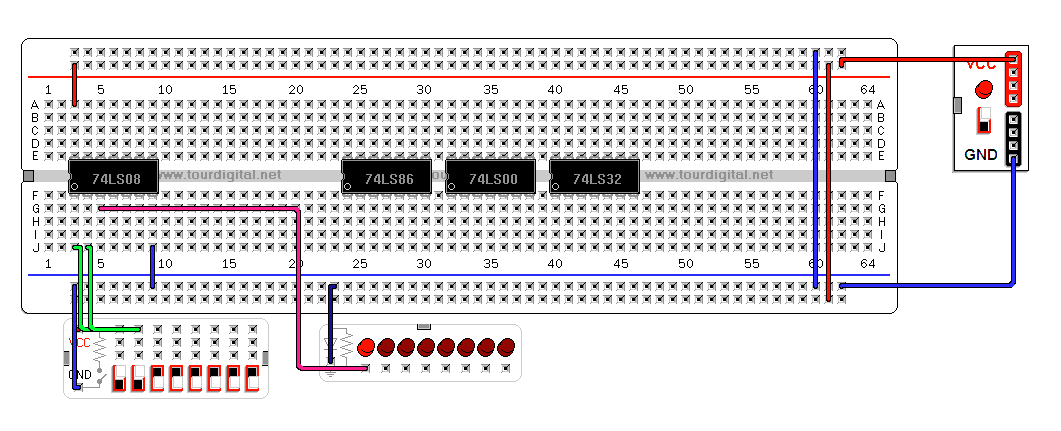 VCC
1 5 10 15 20 25 30 35 40 45 50 55 60 64
A A
B B
C C
D D
E E
GND
74LS08 www.tourdigital.net 74LS86 74LS00 74LS32 www.tourdigital.net
F F
G G
H H
I I
J J
1 5 10 15 20 25 30 35 40 45 50 55 60 64
VCC
GND